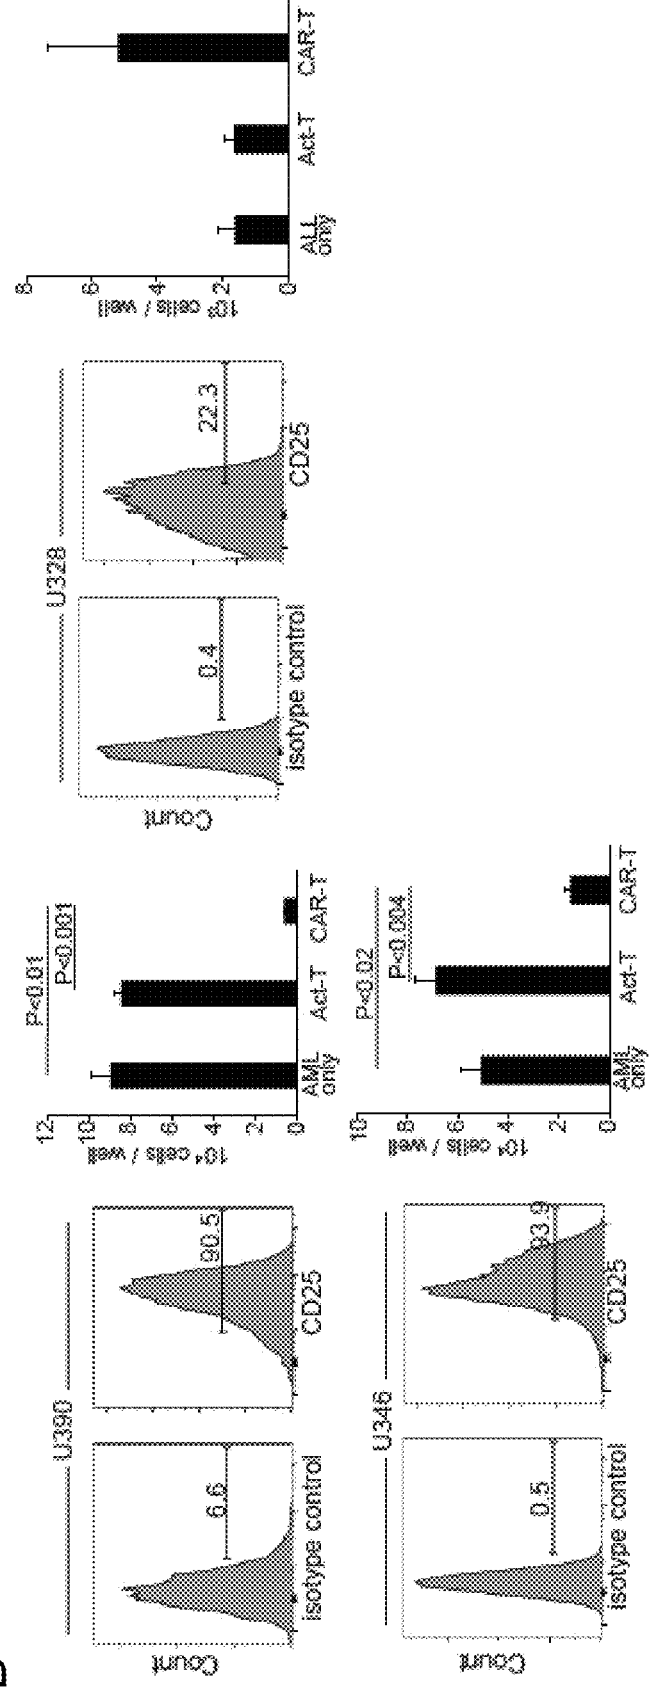 U390
Count
6.6
isotype control
90.5
CD25
12
10
8
6
4
2
0
10⁴ cells / well
P<0.01
P<0.001
AML only
Act-T
CAR-T
U328
Count
0.4
isotype control
22.3
CD25
8
6
4
2
0
10³ cells / well
ALL only
Act-T
CAR-T
U346
Count
0.5
isotype control
93.9
CD25
10
8
6
4
2
0
10⁴ cells / well
P<0.02
P<0.004
AML only
Act-T
CAR-T